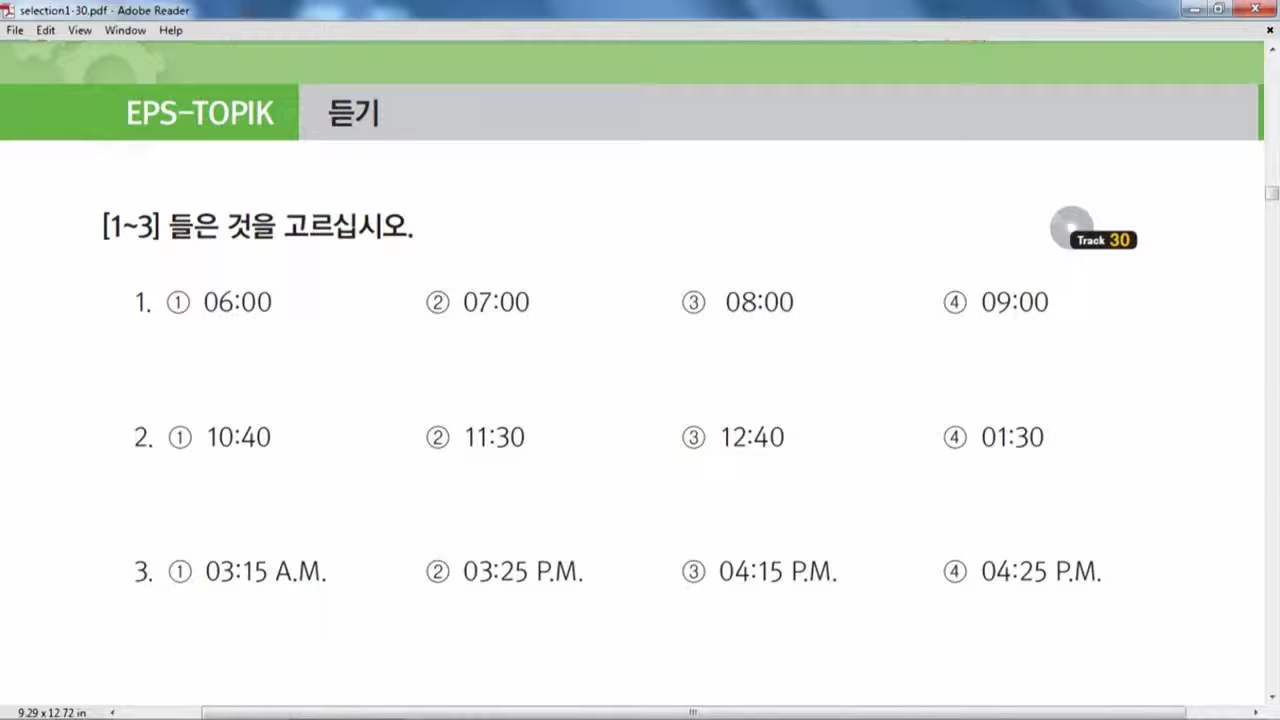 selection1-30.pdf - Adobe Reader
File Edit View Window Help
EPS-TOPIK 듣기
[1~3] 들은 것을 고르십시오.
Track 30
1. ① 06:00 ② 07:00 ③ 08:00 ④ 09:00
2. ① 10:40 ② 11:30 ③ 12:40 ④ 01:30
3. ① 03:15 A.M. ② 03:25 P.M. ③ 04:15 P.M. ④ 04:25 P.M.
9.29 x 12.72 in